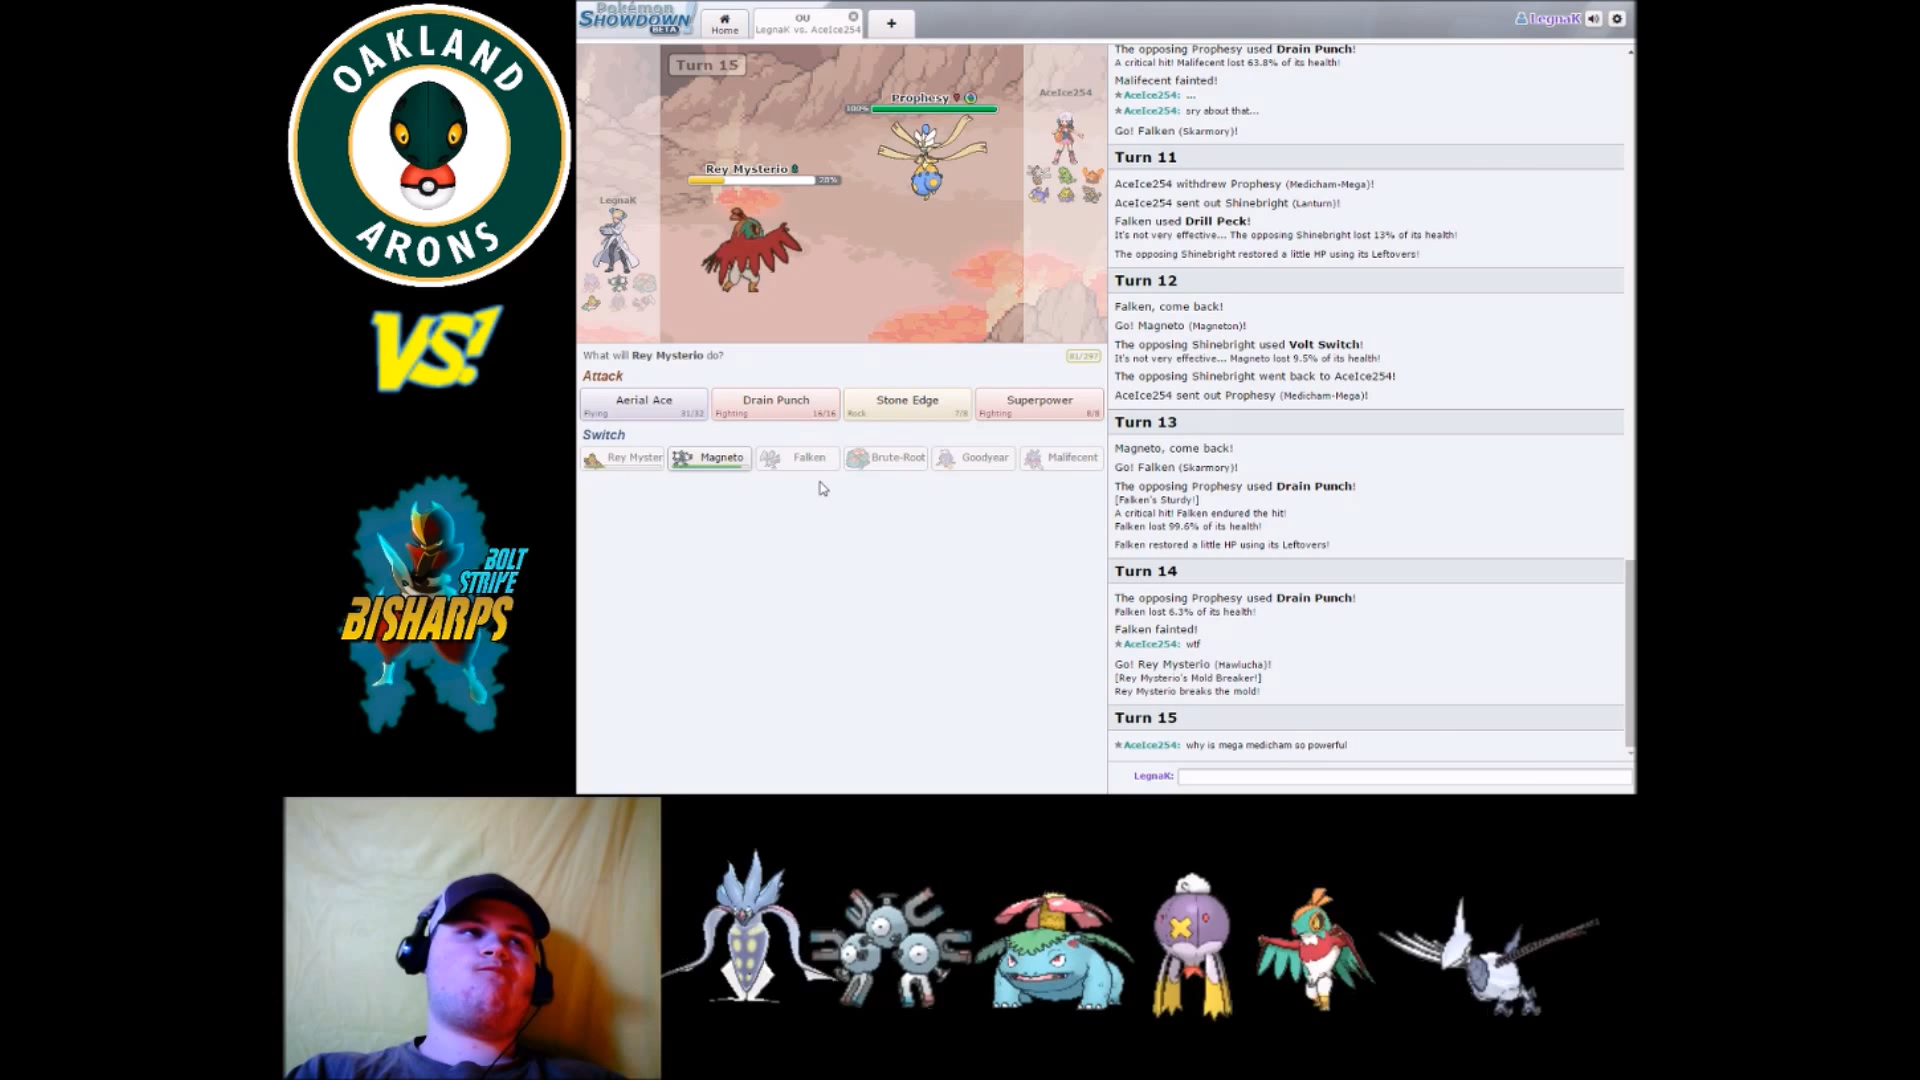 OAKLAND
ARONS
VS!
BOLT
STRIPE
BISHARPS
Pokémon
SHOWDOWN
BETA
Home
OU
LegnaK vs. AceIce254
+
LegnaK
Turn 15
Prophesy
100%
AceIce254
Rey Mysterio
28%
LegnaK
What will Rey Mysterio do?
81/297
Attack
Aerial Ace
Flying 31/32
Drain Punch
Fighting 16/16
Stone Edge
Rock 7/8
Superpower
Fighting 8/8
Switch
Rey Myster
Magneto
Falken
Brute-Root
Goodyear
Malifecent
The opposing Prophesy used Drain Punch!
A critical hit! Malifecent lost 63.8% of its health!
Malifecent fainted!
*AceIce254: ...
*AceIce254: sry about that...
Go! Falken (Skarmory)!
Turn 11
AceIce254 withdrew Prophesy (Medicham-Mega)!
AceIce254 sent out Shinebright (Lanturn)!
Falken used Drill Peck!
It's not very effective... The opposing Shinebright lost 13% of its health!
The opposing Shinebright restored a little HP using its Leftovers!
Turn 12
Falken, come back!
Go! Magneto (Magneton)!
The opposing Shinebright used Volt Switch!
It's not very effective... Magneto lost 9.5% of its health!
The opposing Shinebright went back to AceIce254!
AceIce254 sent out Prophesy (Medicham-Mega)!
Turn 13
Magneto, come back!
Go! Falken (Skarmory)!
The opposing Prophesy used Drain Punch!
[Falken's Sturdy!]
A critical hit! Falken endured the hit!
Falken lost 99.6% of its health!
Falken restored a little HP using its Leftovers!
Turn 14
The opposing Prophesy used Drain Punch!
Falken lost 6.3% of its health!
Falken fainted!
*AceIce254: wtf
Go! Rey Mysterio (Hawlucha)!
[Rey Mysterio's Mold Breaker!]
Rey Mysterio breaks the mold!
Turn 15
*AceIce254: why is mega medicham so powerful
LegnaK: